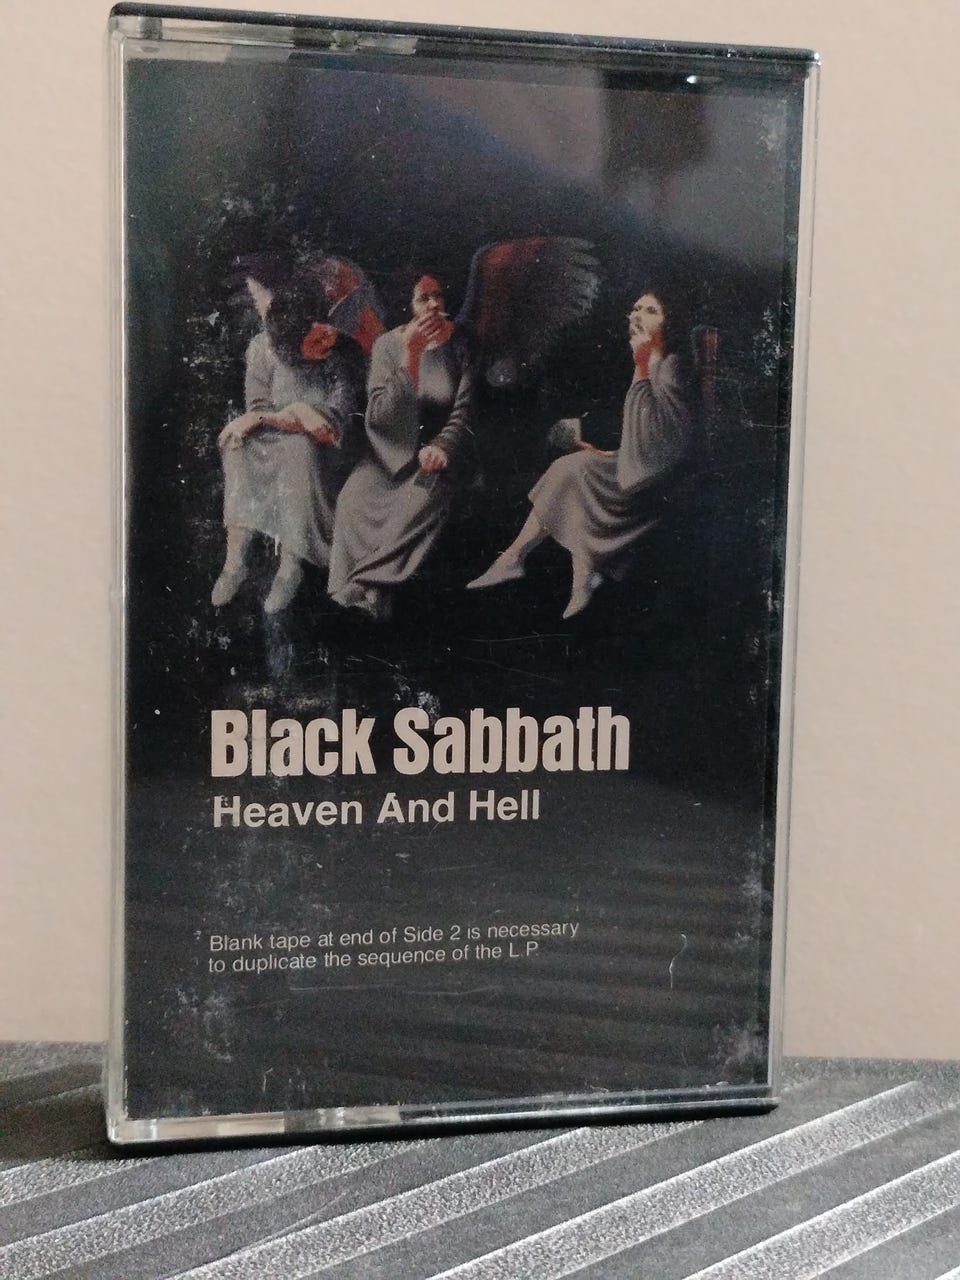 Black Sabbath
Heaven And Hell
Blank tape at end of Side 2 is necessary
to duplicate the sequence of the L.P.